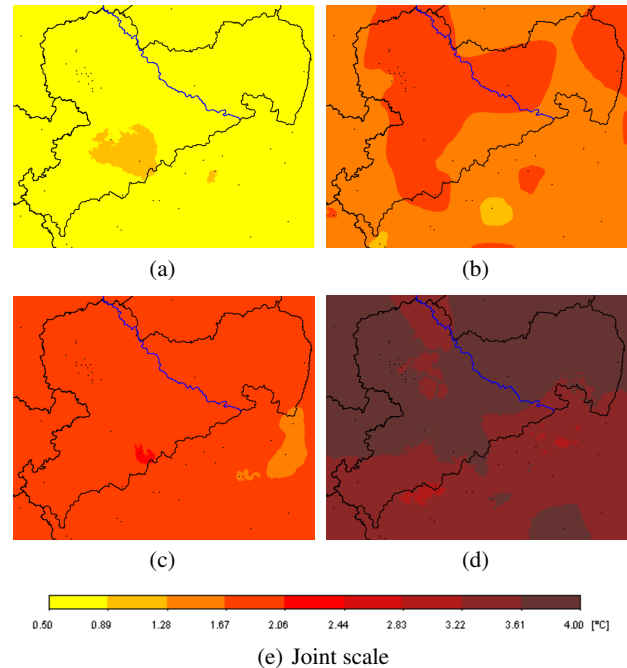 (a)
(b)
(c)
(d)
0.50 0.89 1.28 1.67 2.06 2.44 2.83 3.22 3.61 4.00 [°C]
(e) Joint scale